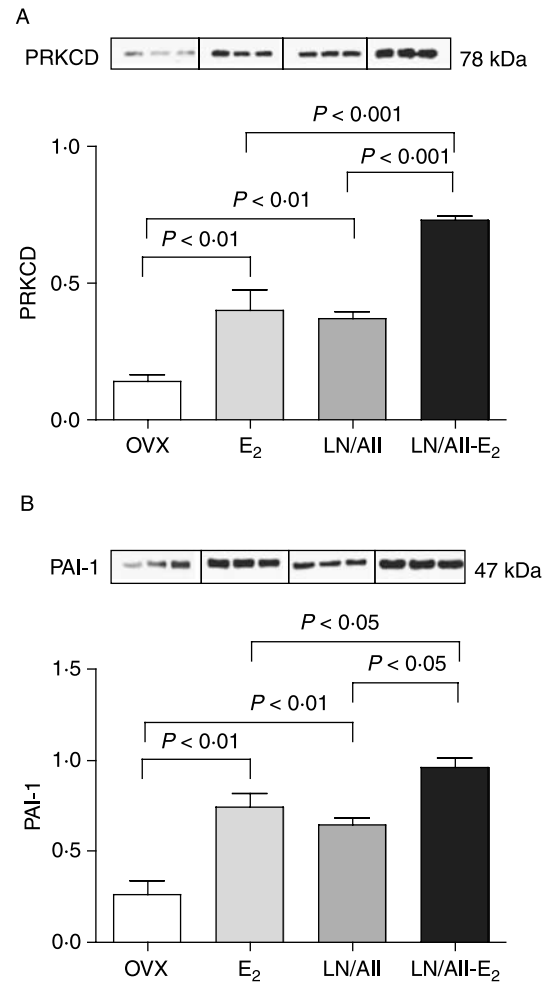 A
PRKCD 78 kDa
P < 0·001
P < 0·001
P < 0·01
P < 0·01
PRKCD
1·0
0·5
0·0
OVX E₂ LN/AII LN/AII-E₂
B
PAI-1 47 kDa
P < 0·05
P < 0·05
P < 0·01
P < 0·01
PAI-1
1·5
1·0
0·5
0·0
OVX E₂ LN/AII LN/AII-E₂